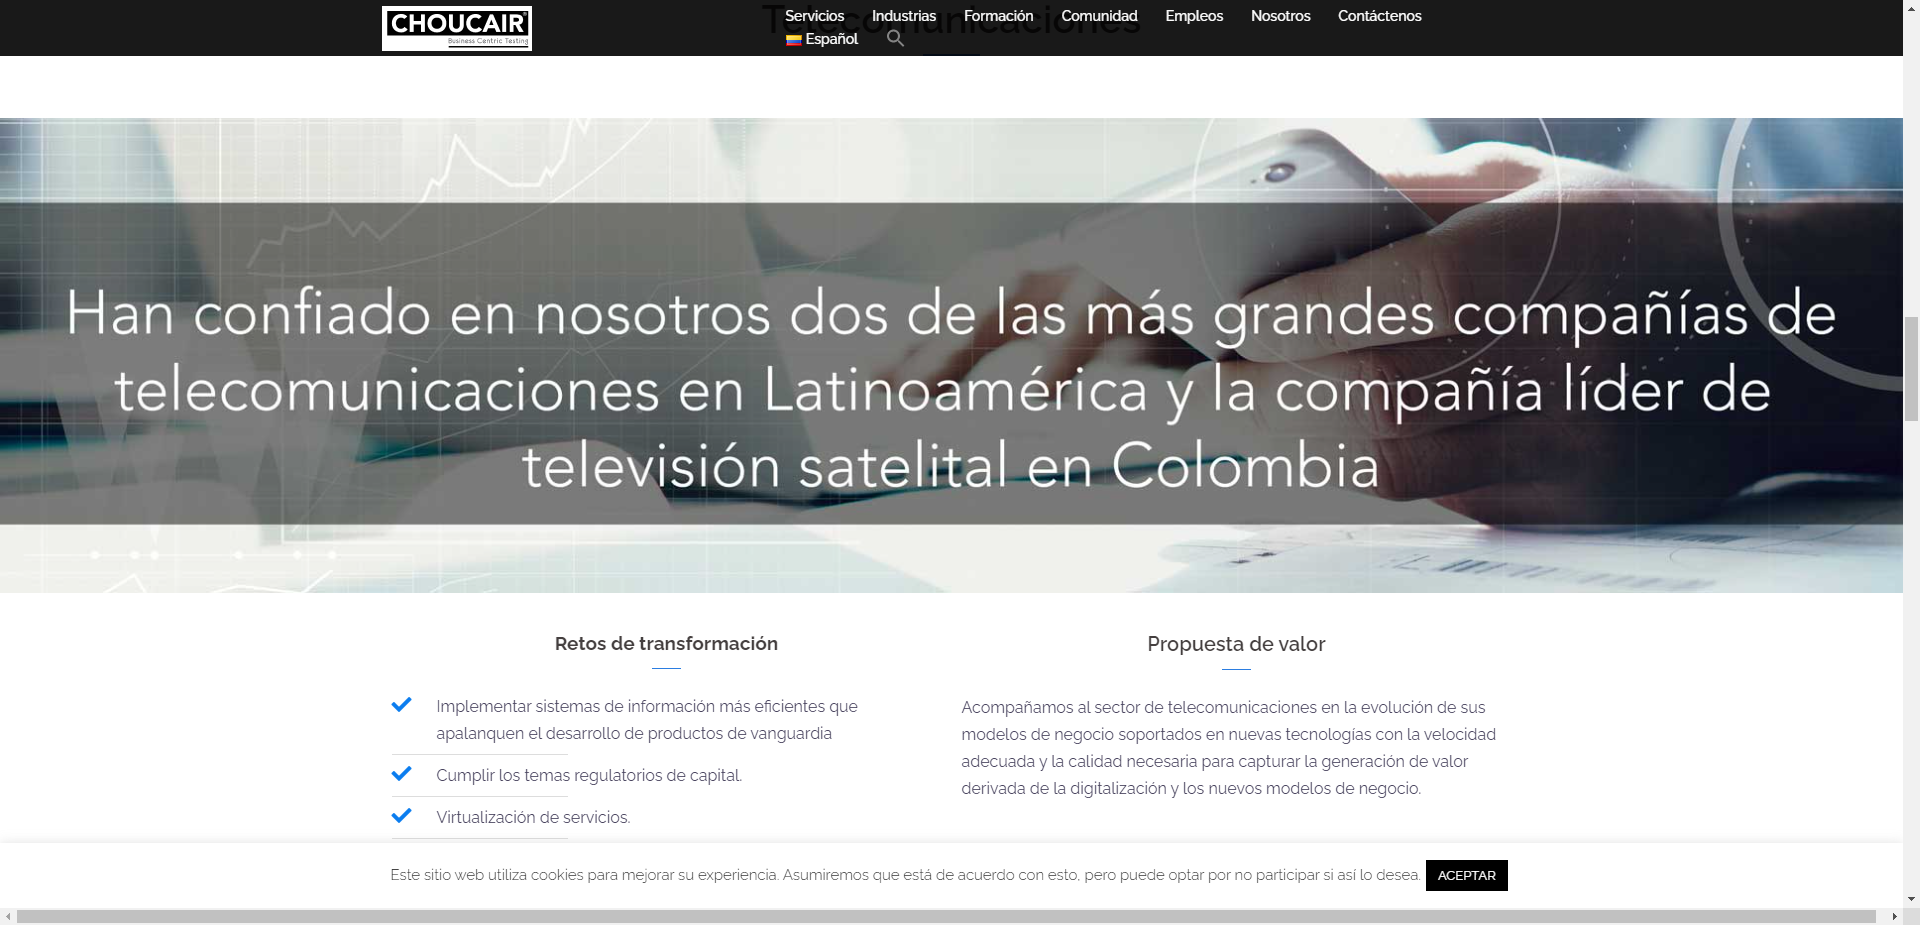 CHOUCAIR®
Business Centric Testing
Servicios Industrias Formación Comunidad Empleos Nosotros Contáctenos
Español
Telecomunicaciones
Han confiado en nosotros dos de las más grandes compañías de
telecomunicaciones en Latinoamérica y la compañía líder de
televisión satelital en Colombia
Retos de transformación
Implementar sistemas de información más eficientes que
apalanquen el desarrollo de productos de vanguardia
Cumplir los temas regulatorios de capital.
Virtualización de servicios.
Propuesta de valor
Acompañamos al sector de telecomunicaciones en la evolución de sus
modelos de negocio soportados en nuevas tecnologías con la velocidad
adecuada y la calidad necesaria para capturar la generación de valor
derivada de la digitalización y los nuevos modelos de negocio.
Este sitio web utiliza cookies para mejorar su experiencia. Asumiremos que está de acuerdo con esto, pero puede optar por no participar si así lo desea. ACEPTAR